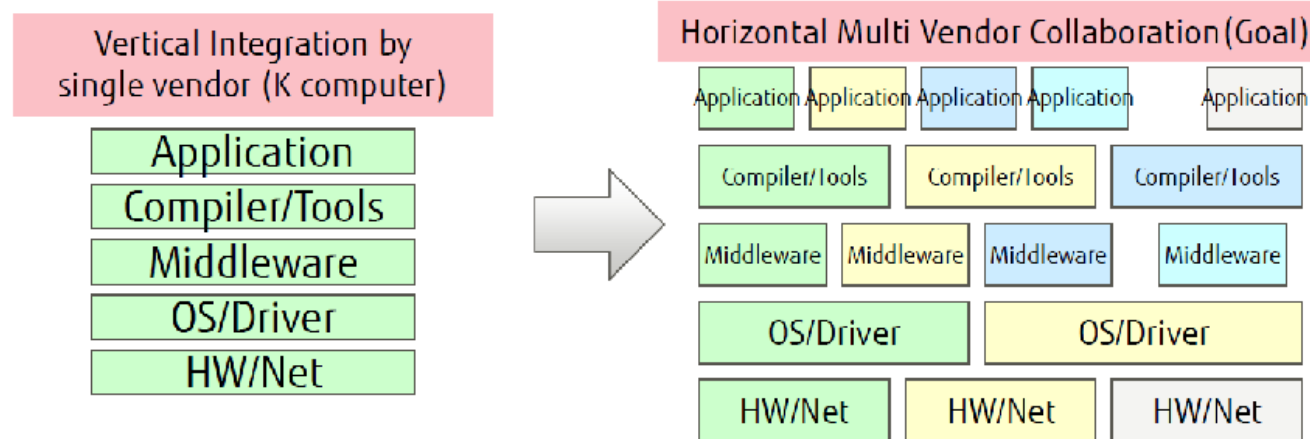 Vertical Integration by
single vendor (K computer)
Application
Compiler/Tools
Middleware
OS/Driver
HW/Net
Horizontal Multi Vendor Collaboration(Goal)
Application Application Application Application Application
Compiler/Tools Compiler/Tools Compiler/Tools
Middleware Middleware Middleware Middleware
OS/Driver OS/Driver
HW/Net HW/Net HW/Net